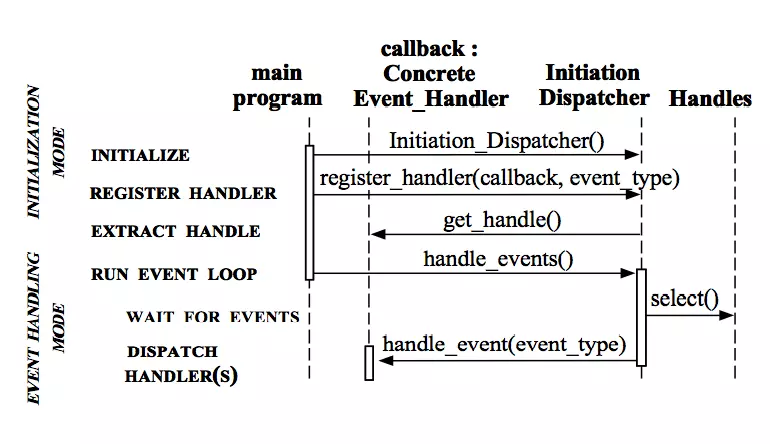 callback :
main Concrete Initiation
program Event_Handler Dispatcher Handles
INITIALIZATION
MODE
INITIALIZE Initiation_Dispatcher()
REGISTER HANDLER register_handler(callback, event_type)
EXTRACT HANDLE get_handle()
EVENT HANDLING
MODE
RUN EVENT LOOP handle_events()
select()
WAIT FOR EVENTS
DISPATCH handle_event(event_type)
HANDLER(S)